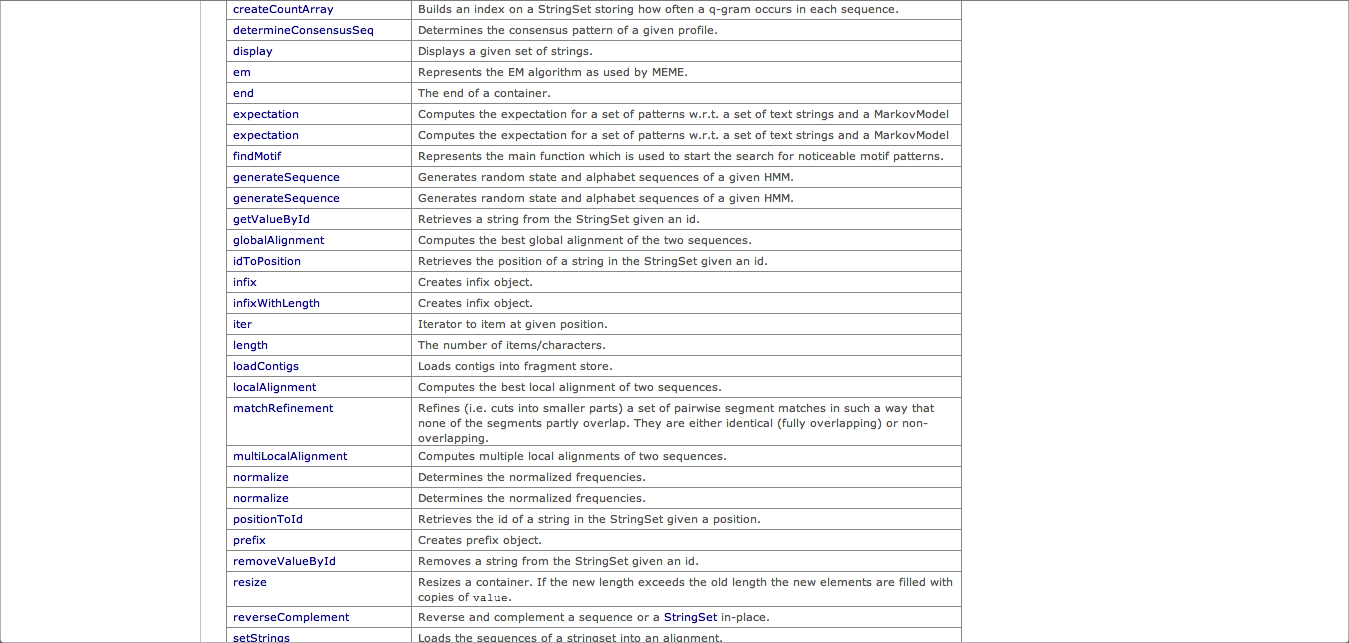 createCountArray Builds an index on a StringSet storing how often a q-gram occurs in each sequence.
determineConsensusSeq Determines the consensus pattern of a given profile.
display Displays a given set of strings.
em Represents the EM algorithm as used by MEME.
end The end of a container.
expectation Computes the expectation for a set of patterns w.r.t. a set of text strings and a MarkovModel
expectation Computes the expectation for a set of patterns w.r.t. a set of text strings and a MarkovModel
findMotif Represents the main function which is used to start the search for noticeable motif patterns.
generateSequence Generates random state and alphabet sequences of a given HMM.
generateSequence Generates random state and alphabet sequences of a given HMM.
getValueById Retrieves a string from the StringSet given an id.
globalAlignment Computes the best global alignment of the two sequences.
idToPosition Retrieves the position of a string in the StringSet given an id.
infix Creates infix object.
infixWithLength Creates infix object.
iter Iterator to item at given position.
length The number of items/characters.
loadContigs Loads contigs into fragment store.
localAlignment Computes the best local alignment of two sequences.
matchRefinement Refines (i.e. cuts into smaller parts) a set of pairwise segment matches in such a way that
none of the segments partly overlap. They are either identical (fully overlapping) or non-
overlapping.
multiLocalAlignment Computes multiple local alignments of two sequences.
normalize Determines the normalized frequencies.
normalize Determines the normalized frequencies.
positionToId Retrieves the id of a string in the StringSet given a position.
prefix Creates prefix object.
removeValueById Removes a string from the StringSet given an id.
resize Resizes a container. If the new length exceeds the old length the new elements are filled with
copies of value.
reverseComplement Reverse and complement a sequence or a StringSet in-place.
setStrings Loads the sequences of a stringset into an alignment.